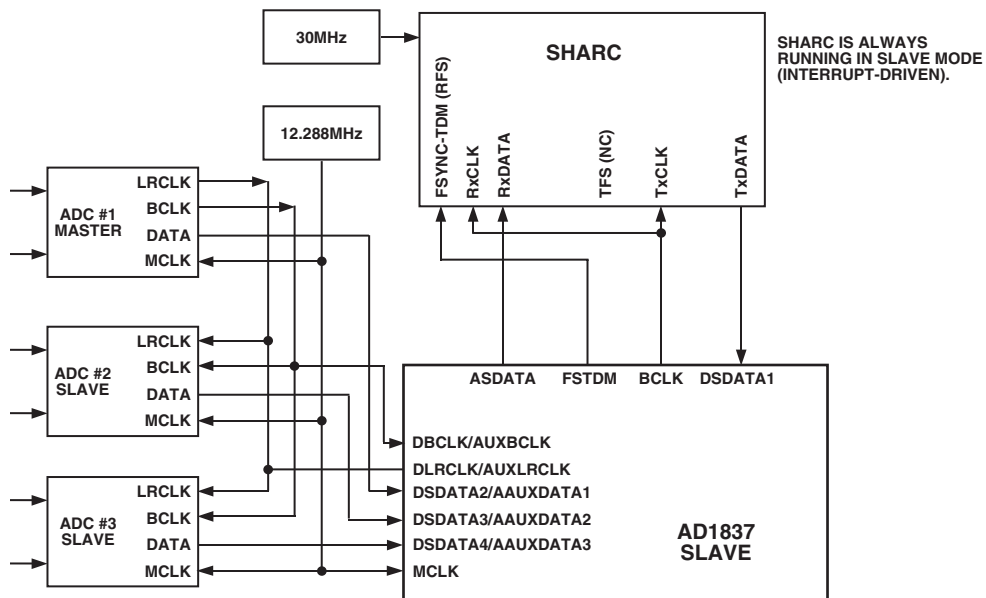 30MHz
SHARC
SHARC IS ALWAYS
RUNNING IN SLAVE MODE
(INTERRUPT-DRIVEN).
12.288MHz
FSYNC-TDM (RFS)
RxCLK
RxDATA
TFS (NC)
TxCLK
TxDATA
ADC #1
MASTER
LRCLK
BCLK
DATA
MCLK
ADC #2
SLAVE
LRCLK
BCLK
DATA
MCLK
ADC #3
SLAVE
LRCLK
BCLK
DATA
MCLK
ASDATA
FSTDM
BCLK
DSDATA1
DBCLK/AUXBCLK
DLRCLK/AUXLRCLK
DSDATA2/AAUXDATA1
DSDATA3/AAUXDATA2
DSDATA4/AAUXDATA3
MCLK
AD1837
SLAVE